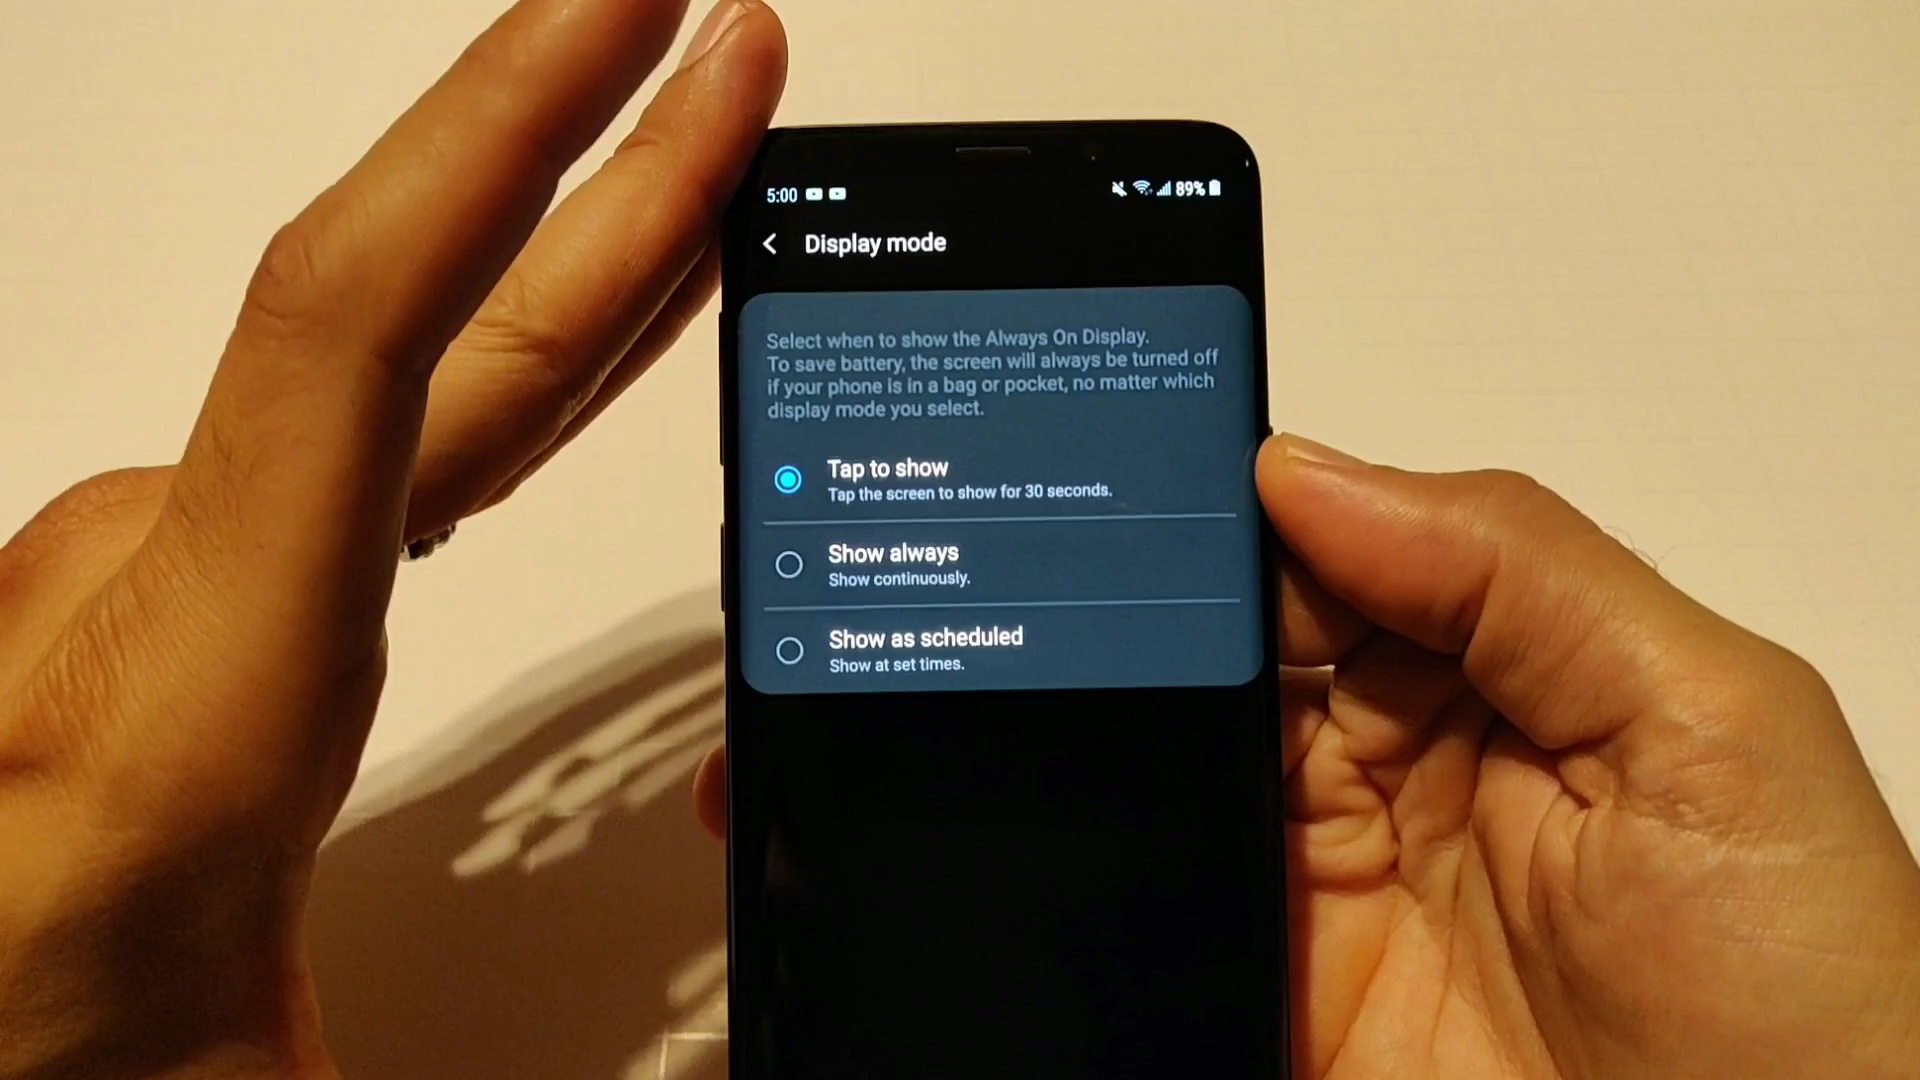 5:00 89%
Display mode
Select when to show the Always On Display.
To save battery, the screen will always be turned off
if your phone is in a bag or pocket, no matter which
display mode you select.
Tap to show
Tap the screen to show for 30 seconds.
Show always
Show continuously.
Show as scheduled
Show at set times.